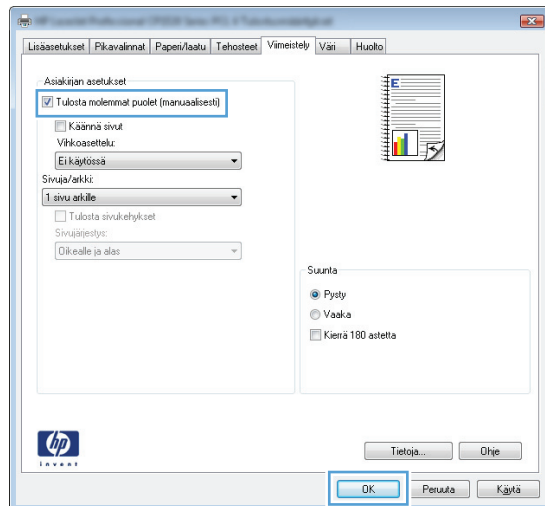 Lisäasetukset Pikavalinnat Paperi/laatu Tehosteet Viimeistely Väri Huolto
Asiakirjan asetukset
Tulosta molemmat puolet (manuaalisesti)
Käännä sivut
Vihkoasettelu:
Ei käytössä
Sivuja/arkki:
1 sivu arkille
Tulosta sivukehykset
Sivujärjestys:
Oikealle ja alas
E
Suunta
Pysty
Vaaka
Kierrä 180 astetta
hp
invent
Tietoja... Ohje
OK Peruuta Käytä